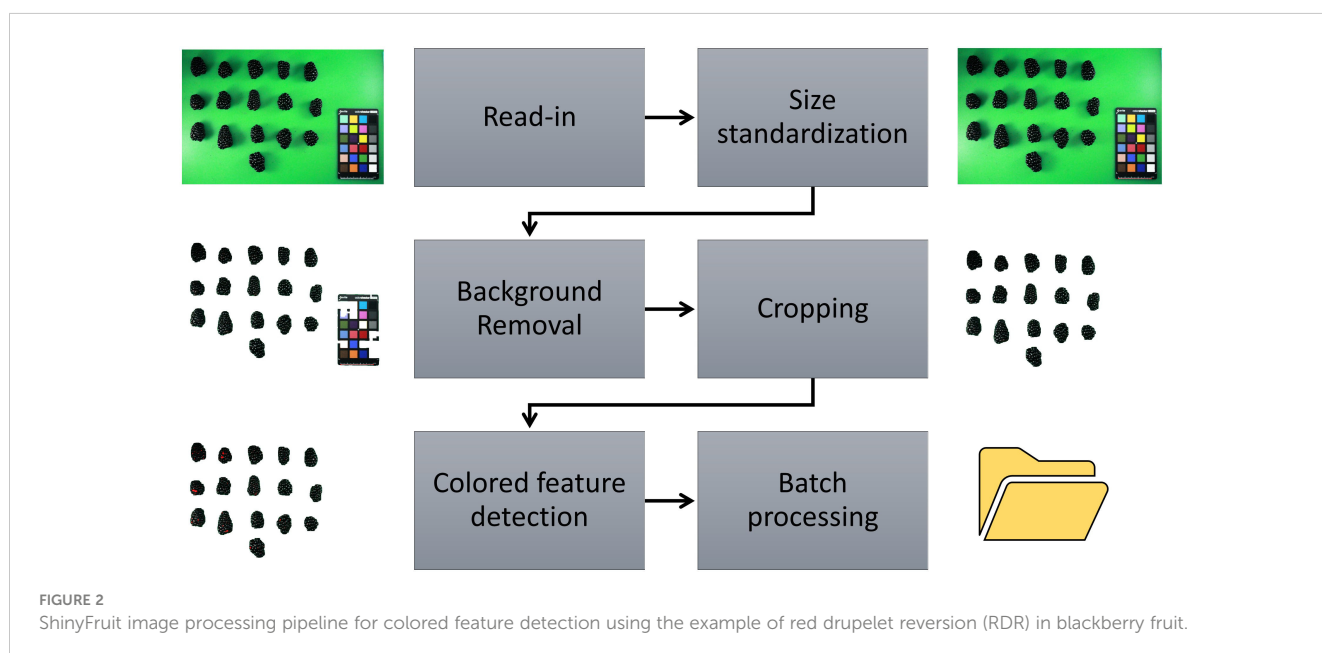 Read-in
Size
standardization
Background
Removal
Cropping
Colored feature
detection
Batch
processing
FIGURE 2
ShinyFruit image processing pipeline for colored feature detection using the example of red drupelet reversion (RDR) in blackberry fruit.